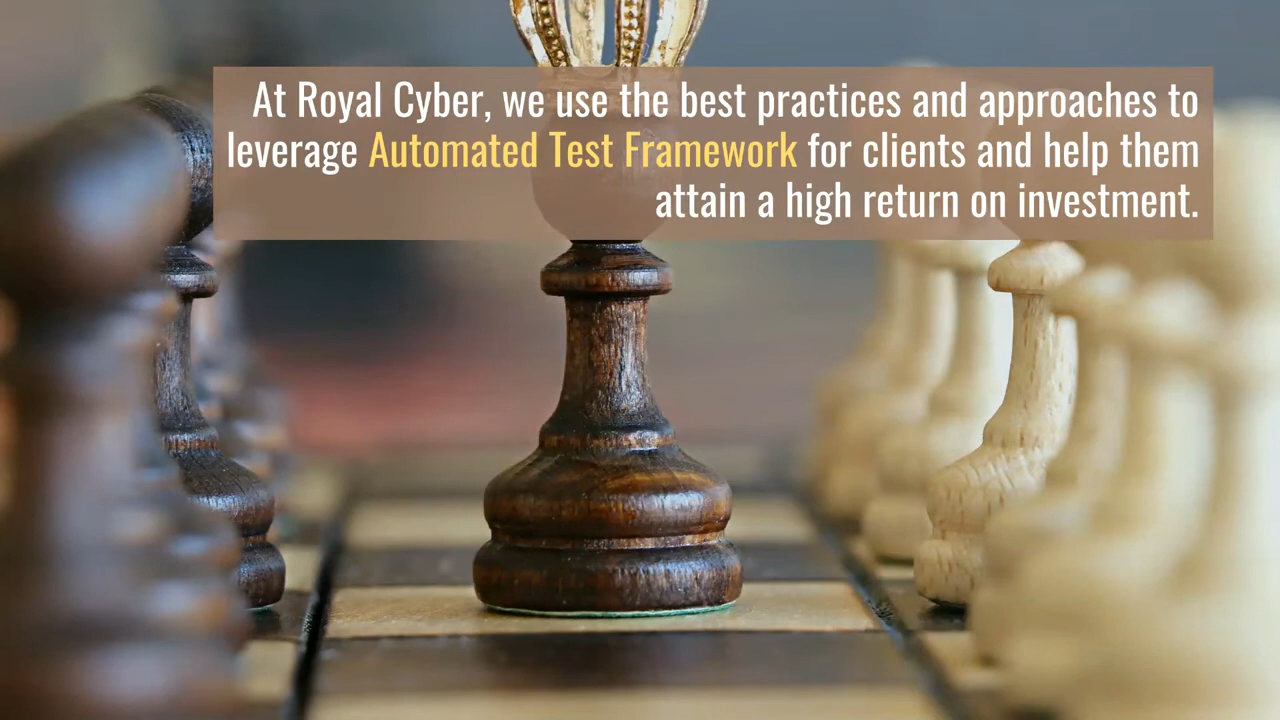 At Royal Cyber, we use the best practices and approaches to
leverage Automated Test Framework for clients and help them
attain a high return on investment.